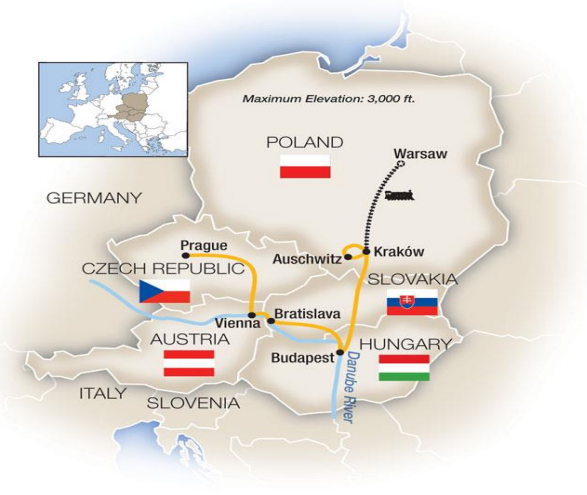 Maximum Elevation: 3,000 ft.
POLAND
Warsaw
GERMANY
Prague
Auschwitz
Kraków
CZECH REPUBLIC
SLOVAKIA
Bratislava
Vienna
AUSTRIA
HUNGARY
Budapest
Danube River
ITALY
SLOVENIA